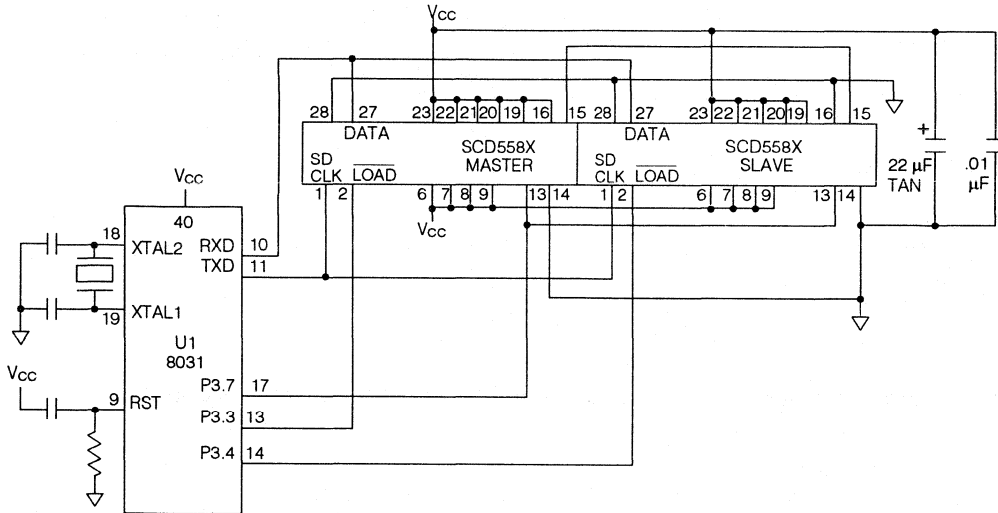 VCC
28 27 23 22 21 20 19 16 15 28 27 23 22 21 20 19 16 15
DATA DATA
SCD558X MASTER
SCD558X SLAVE
SD CLK LOAD
SD CLK LOAD
1 2 6 7 8 9 13 14 1 2 6 7 8 9 13 14
VCC
+
22 µF TAN
.01 µF
VCC
40
18 XTAL2
RXD 10
TXD 11
19 XTAL1
U1
8031
VCC
9 RST
P3.7 17
P3.3 13
P3.4 14